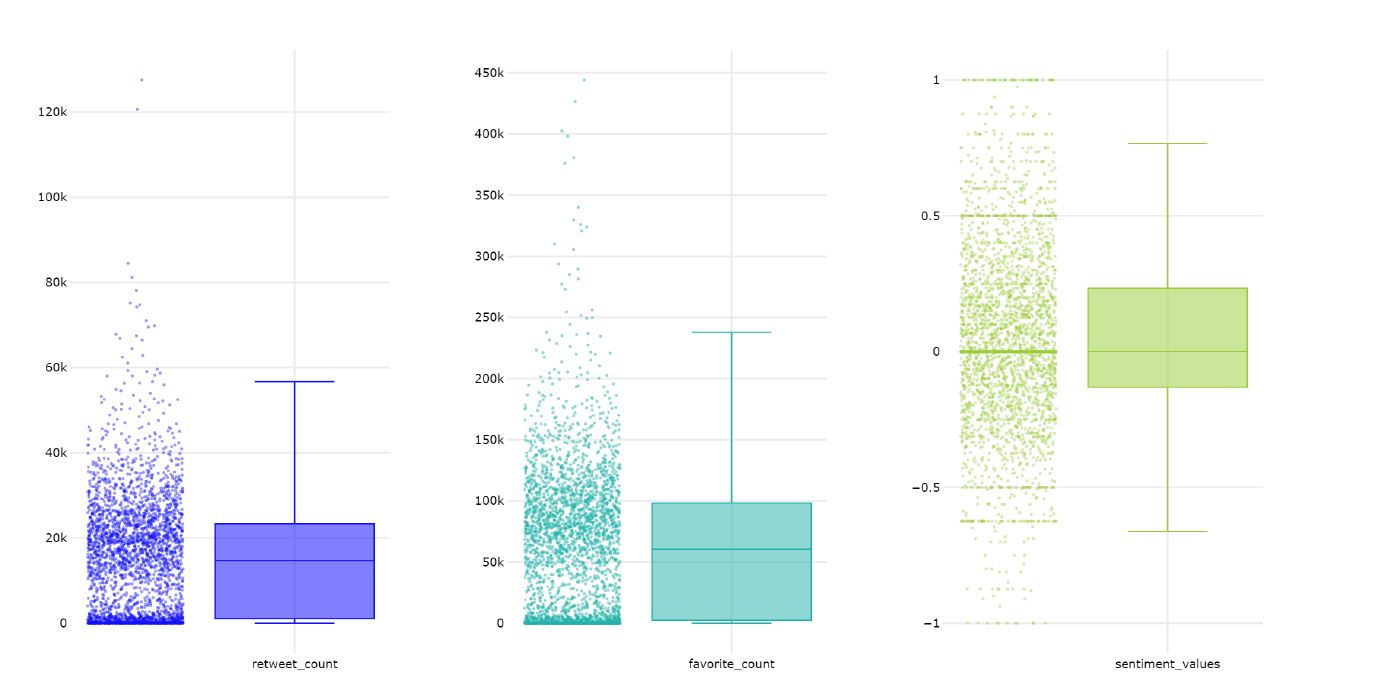 120k
100k
80k
60k
40k
20k
0
retweet_count
450k
400k
350k
300k
250k
200k
150k
100k
50k
0
favorite_count
1
0.5
0
−0.5
−1
sentiment_values